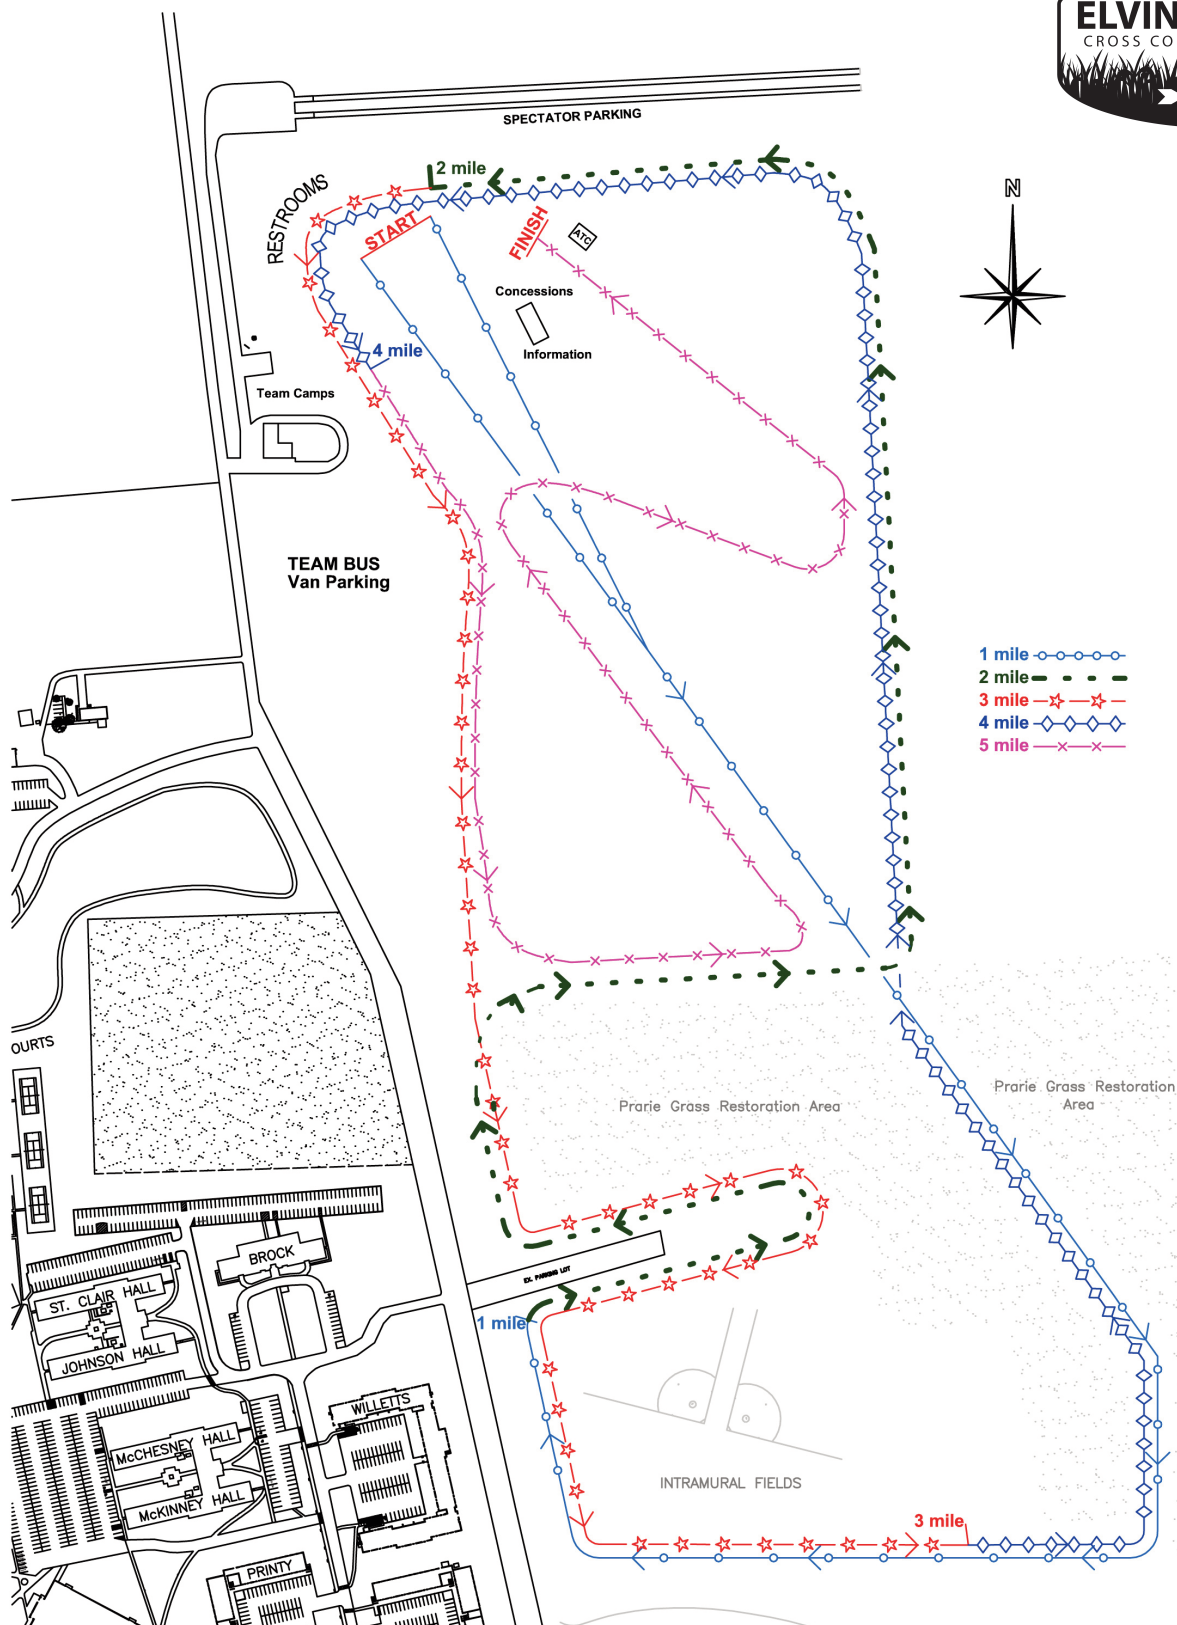 ELVIN
CROSS CO
SPECTATOR PARKING
2 mile
RESTROOMS
START
FINISH
ATC
N
Concessions
Information
4 mile
Team Camps
TEAM BUS
Van Parking
1 mile
2 mile
3 mile
4 mile
5 mile
OURTS
Prarie Grass Restoration Area
Prarie Grass Restoration
Area
BROCK
EX. PARKING LOT
ST. CLAIR HALL
1 mile
JOHNSON HALL
WILLETTS
McCHESNEY HALL
INTRAMURAL FIELDS
McKINNEY HALL
3 mile
PRINTY